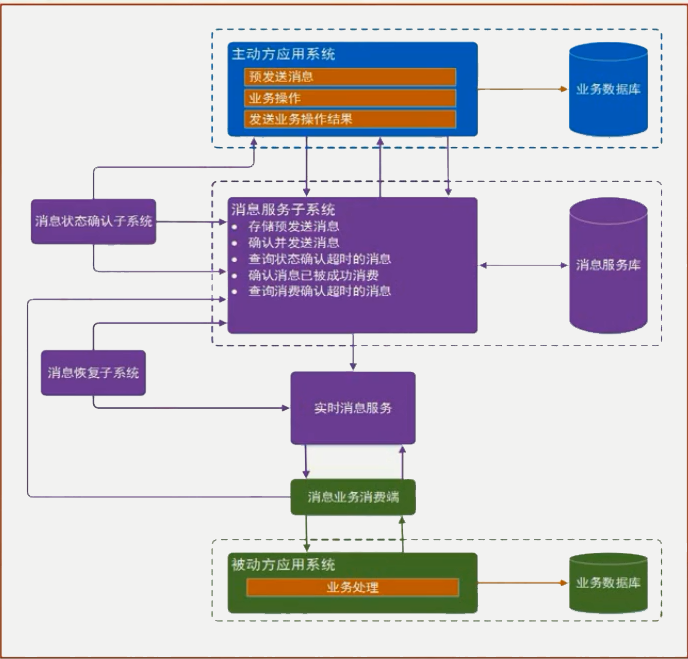 主动方应用系统
预发送消息
业务操作
发送业务操作结果
业务数据库
消息状态确认子系统
消息服务子系统
• 存储预发送消息
• 确认并发送消息
• 查询状态确认超时的消息
• 确认消息已被成功消费
• 查询消费确认超时的消息
消息服务库
消息恢复子系统
实时消息服务
消息业务消费端
被动方应用系统
业务处理
业务数据库